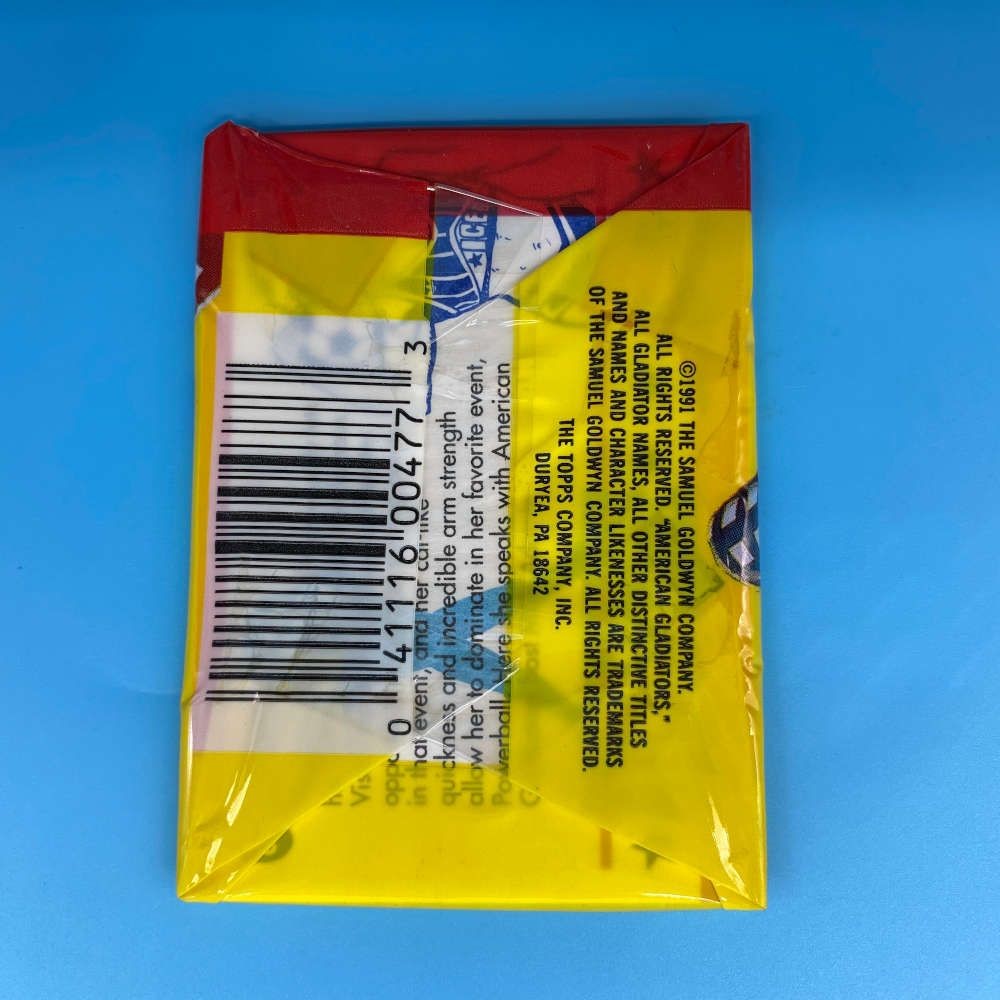 ©1991 THE SAMUEL GOLDWYN COMPANY.
ALL RIGHTS RESERVED. "AMERICAN GLADIATORS,"
ALL GLADIATOR NAMES, ALL OTHER DISTINCTIVE TITLES
AND NAMES AND CHARACTER LIKENESSES ARE TRADEMARKS
OF THE SAMUEL GOLDWYN COMPANY. ALL RIGHTS RESERVED.
THE TOPPS COMPANY, INC.
DURYEA, PA 18642
ICE
0 41116 00477 3
in that event, and her cat-like
quickness and incredible arm strength
allow her to dominate in her favorite event,
Powerball. Here she speaks with American